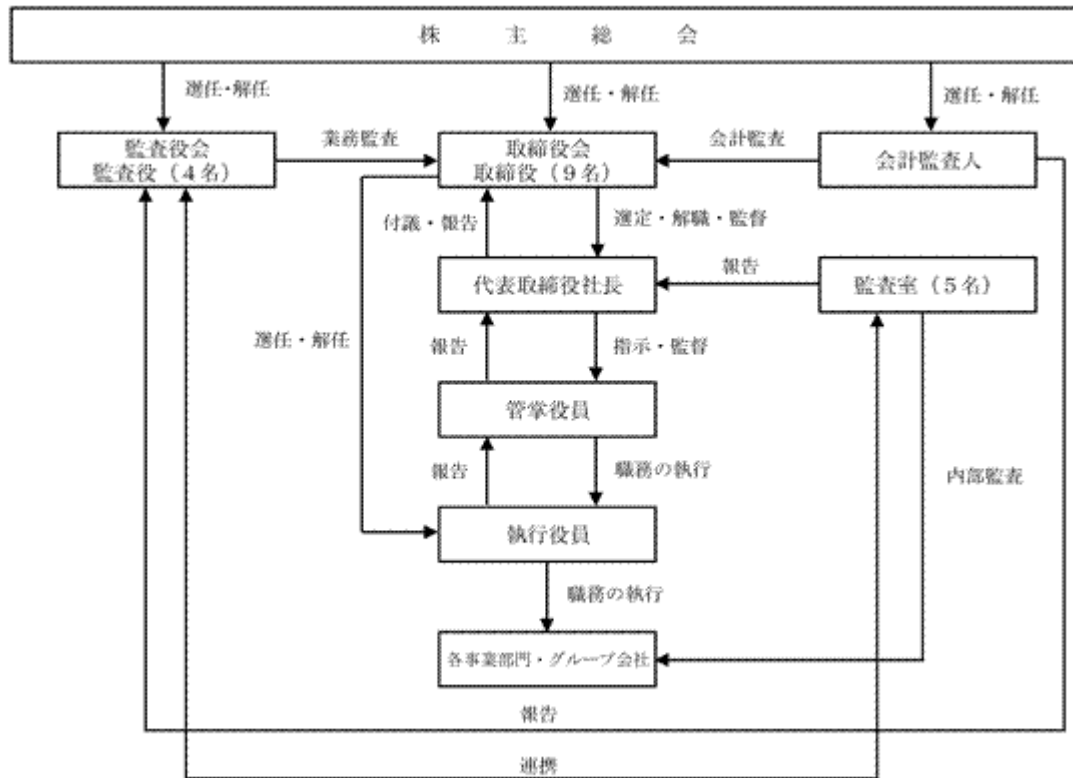 株主総会
選任・解任
選任・解任
選任・解任
監査役会
監査役（４名）
業務監査
取締役会
取締役（９名）
会計監査
会計監査人
付議・報告
選定・解職・監督
代表取締役社長
報告
監査室（５名）
選任・解任
報告
指示・監督
管掌役員
報告
職務の執行
内部監査
執行役員
職務の執行
各事業部門・グループ会社
報告
連携